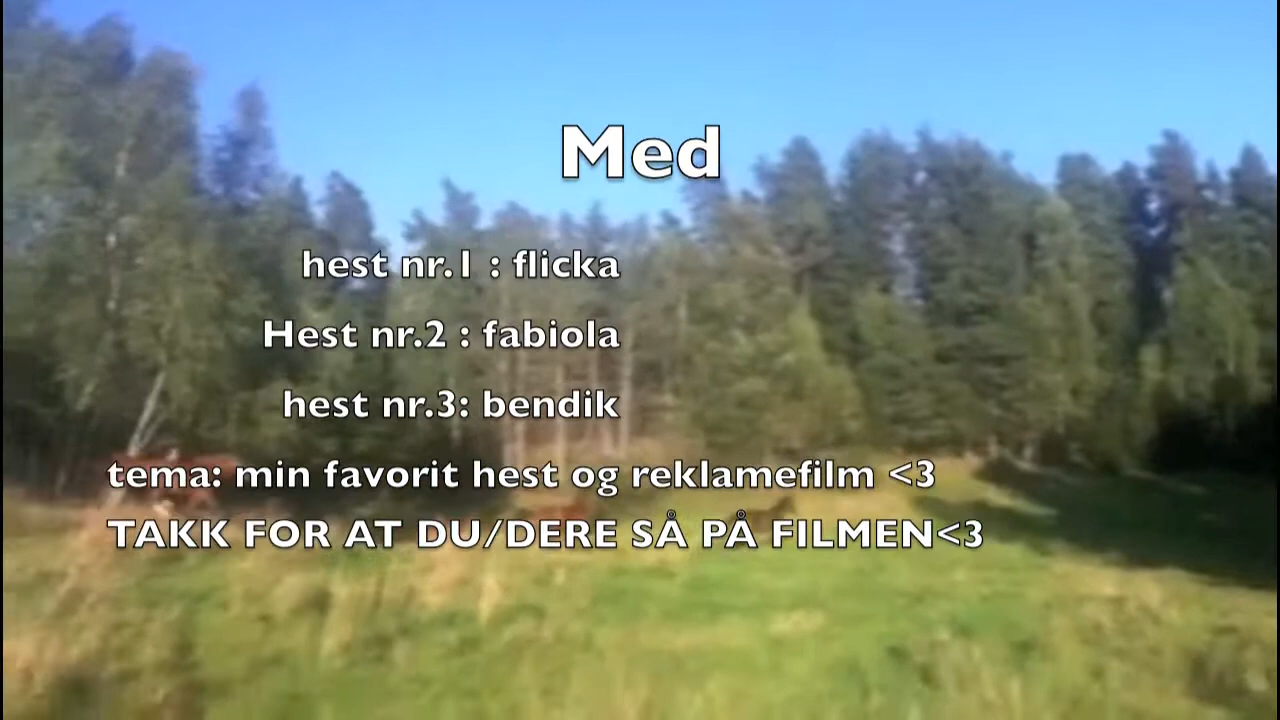 Med
hest nr.1 : flicka
Hest nr.2 : fabiola
hest nr.3: bendik
tema: min favorit hest og reklamefilm <3
TAKK FOR AT DU/DERE SÅ PÅ FILMEN<3